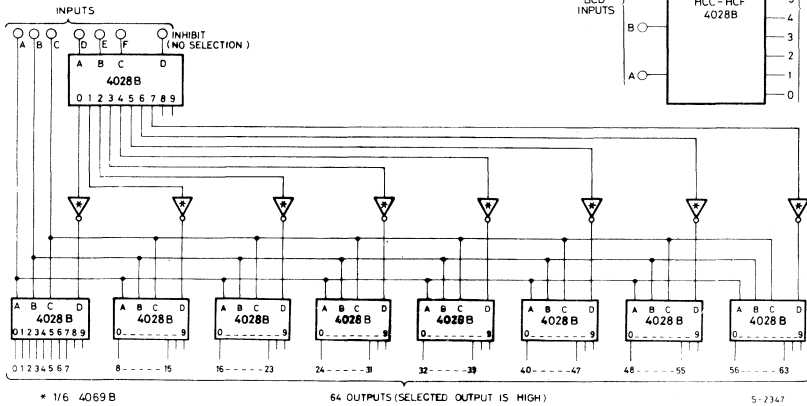 INPUTS
A B C D E F INHIBIT
(NO SELECTION)
A B C D
4028B
0 1 2 3 4 5 6 7 8 9
BCD
INPUTS
B
A
HCC-HCF
4028B
4
3
2
1
0
* * * * * * * *
A B C D A B C D A B C D A B C D A B C D A B C D A B C D A B C D
4028B 4028B 4028B 4028B 4028B 4028B 4028B 4028B
0 1 2 3 4 5 6 7 8 9 0 9 0 9 0 9 0 9 0 9 0 9 0 9
0 1 2 3 4 5 6 7 8-----15 16-----23 24-----31 32-----39 40-----47 48-----55 56-----63
* 1/6 4069B 64 OUTPUTS (SELECTED OUTPUT IS HIGH) S-2347